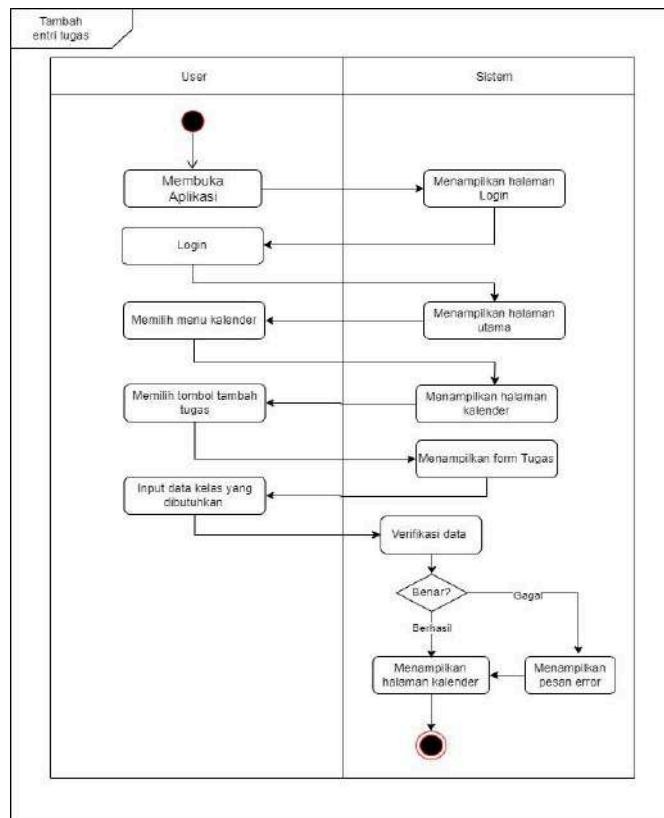 Tambah
entri tugas
User
Sistem
Membuka
Aplikasi
Menampilkan halaman
Login
Login
Menampilkan halaman
utama
Memilih menu kalender
Menampilkan halaman
kalender
Memilih tombol tambah
tugas
Menampilkan form Tugas
Input data kelas yang
dibutuhkan
Verifikasi data
Benar?
Gagal
Berhasil
Menampilkan
halaman kalender
Menampilkan
pesan error